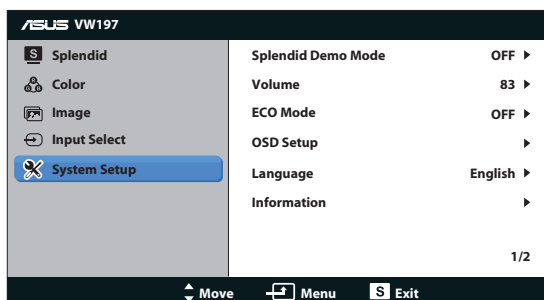 ASUS VW197
S Splendid
Color
Image
Input Select
System Setup
Splendid Demo Mode OFF
Volume 83
ECO Mode OFF
OSD Setup
Language English
Information
1/2
Move Menu S Exit